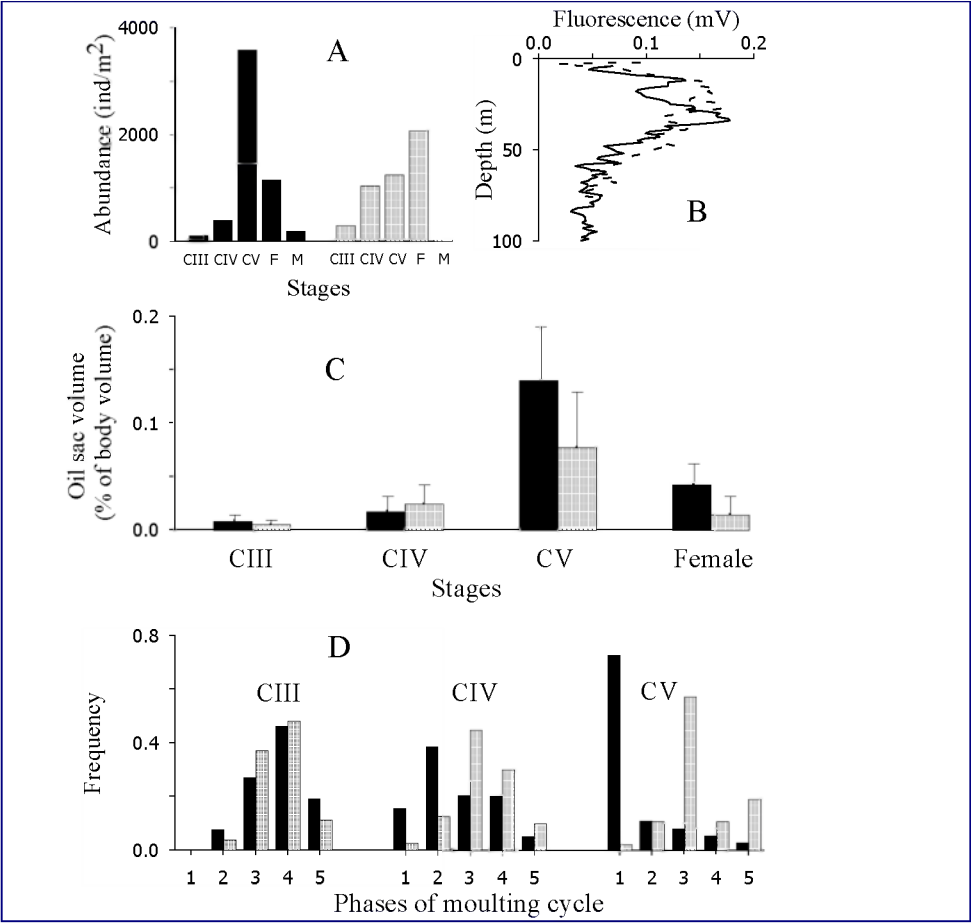 A
Abundance (ind/m2)
4000
2000
0
CIII CIV CV F M CIII CIV CV F M
Stages
B
Fluorescence (mV)
0.0 0.1 0.2
Depth (m)
0
50
100
C
Oil sac volume
(% of body volume)
0.2
0.1
0.0
CIII CIV CV Female
Stages
D
Frequency
0.8
0.4
0.0
CIII CIV CV
1 2 3 4 5 1 2 3 4 5 1 2 3 4 5
Phases of moulting cycle